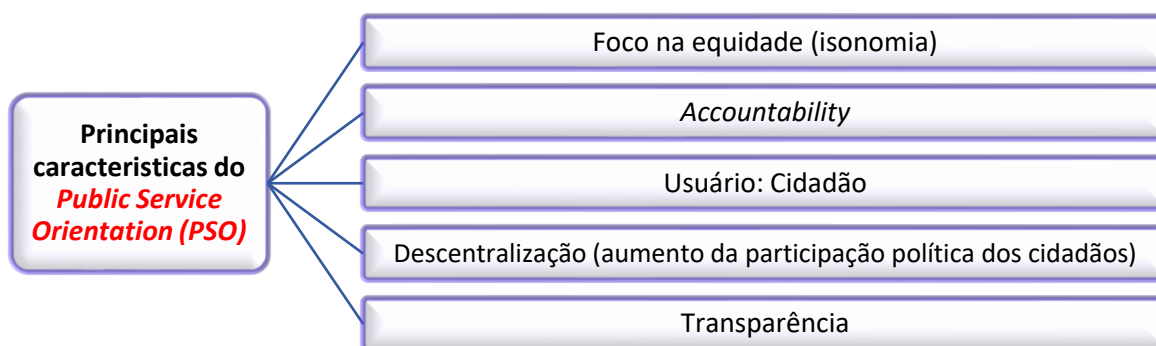 Principais
caracteristicas do
Public Service
Orientation (PSO)
Foco na equidade (isonomia)
Accountability
Usuário: Cidadão
Descentralização (aumento da participação política dos cidadãos)
Transparência